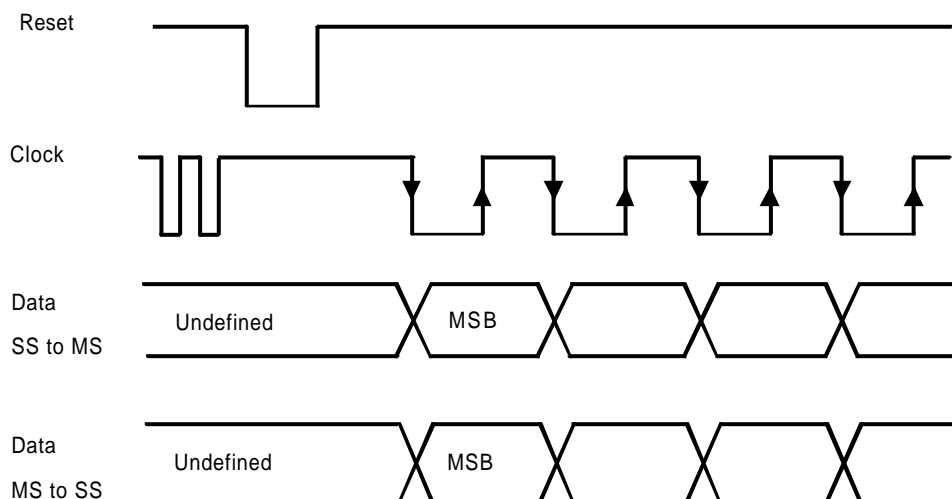 Reset
Clock
Data
SS to MS
Undefined
MSB
Data
MS to SS
Undefined
MSB